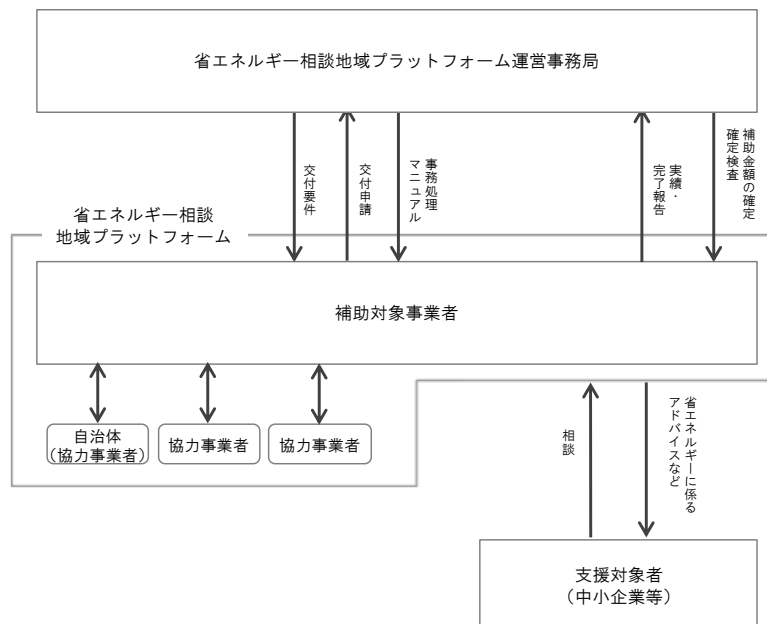 省エネルギー相談地域プラットフォーム運営事務局
交付要件
交付申請
事務処理
マニュアル
実績・
完了報告
補助金額の確定
確定検査
省エネルギー相談
地域プラットフォーム
補助対象事業者
自治体
（協力事業者）
協力事業者
協力事業者
相談
省エネルギーに係る
アドバイスなど
支援対象者
（中小企業等）